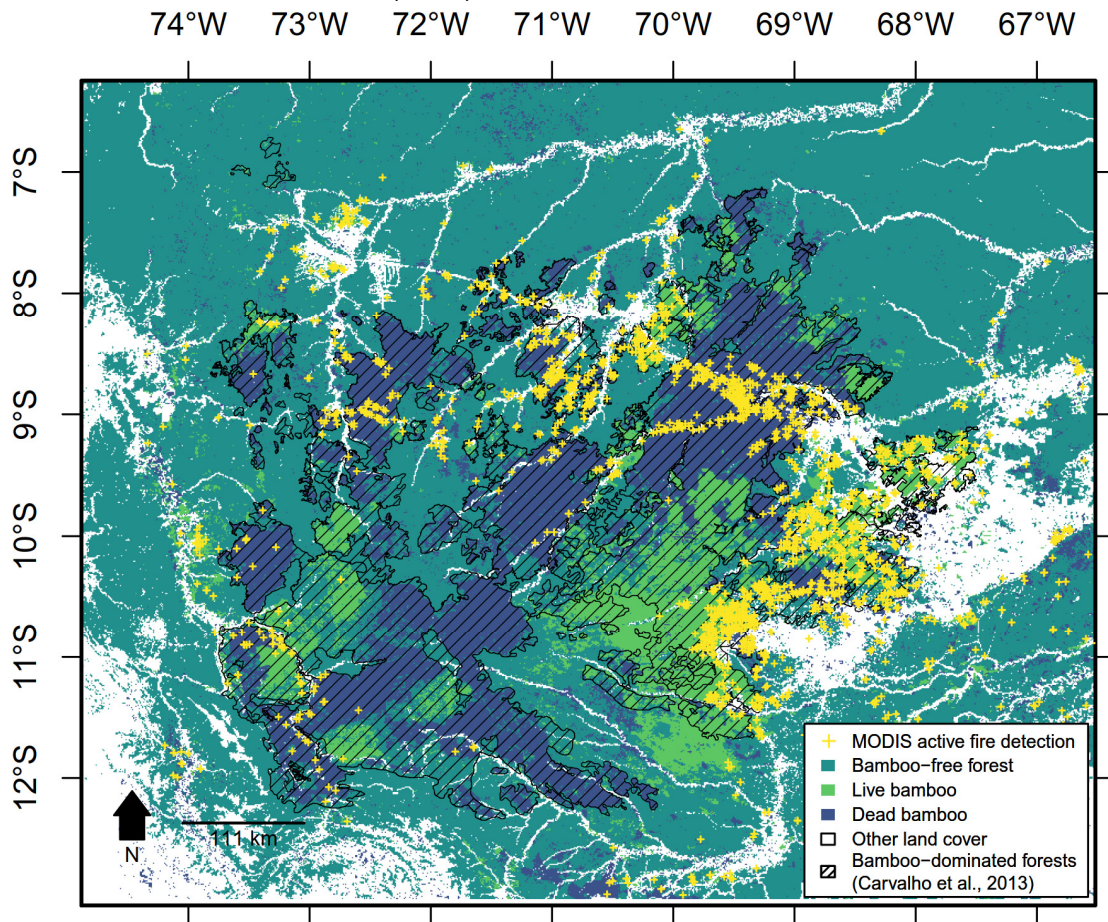 74°W 73°W 72°W 71°W 70°W 69°W 68°W 67°W
7°S
8°S
9°S
10°S
11°S
12°S
MODIS active fire detection
Bamboo−free forest
Live bamboo
Dead bamboo
Other land cover
Bamboo−dominated forests
(Carvalho et al., 2013)
111 km
N